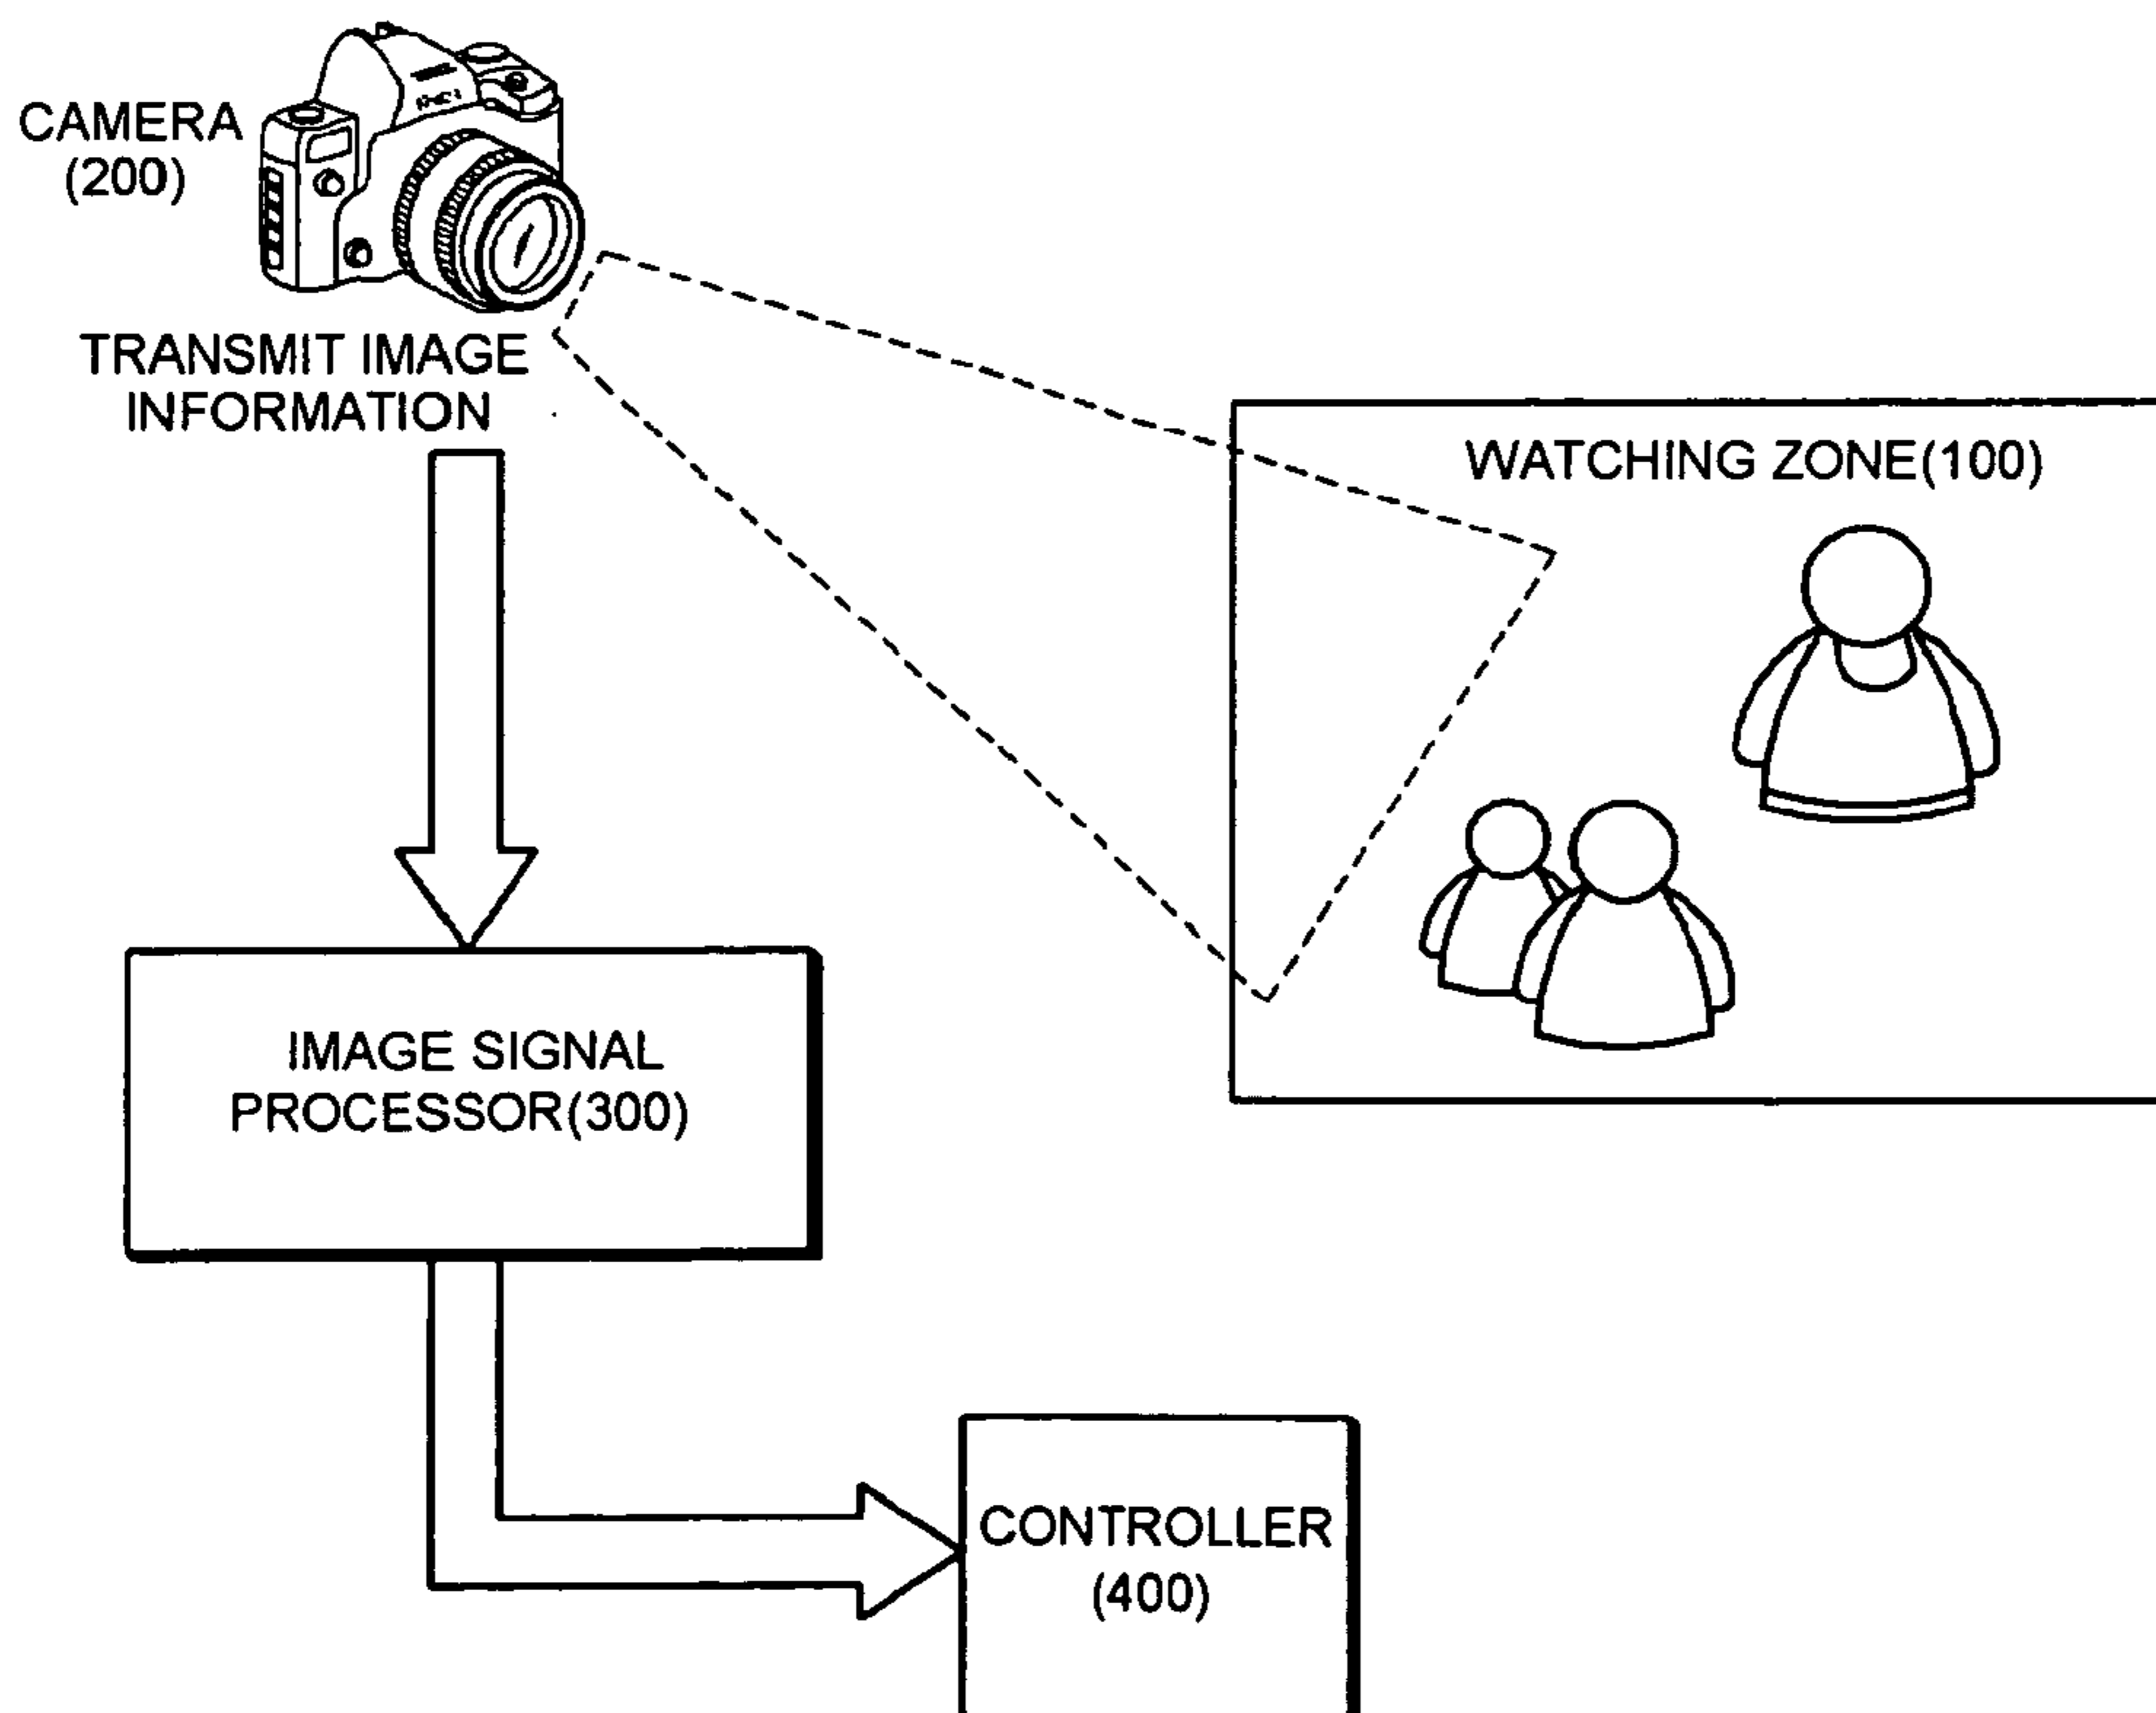 CAMERA
(200)
TRANSMIT IMAGE
INFORMATION
WATCHING ZONE(100)
IMAGE SIGNAL
PROCESSOR(300)
CONTROLLER
(400)